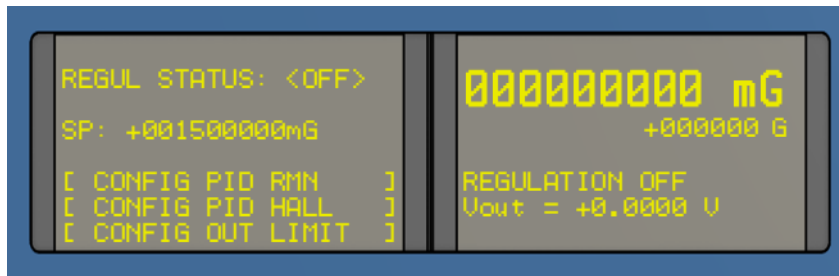 REGUL STATUS: <OFF>
SP: +001500000mG
[ CONFIG PID RMN ]
[ CONFIG PID HALL ]
[ CONFIG OUT LIMIT ]
000000000 mG
+000000 G
REGULATION OFF
Vout = +0.0000 V